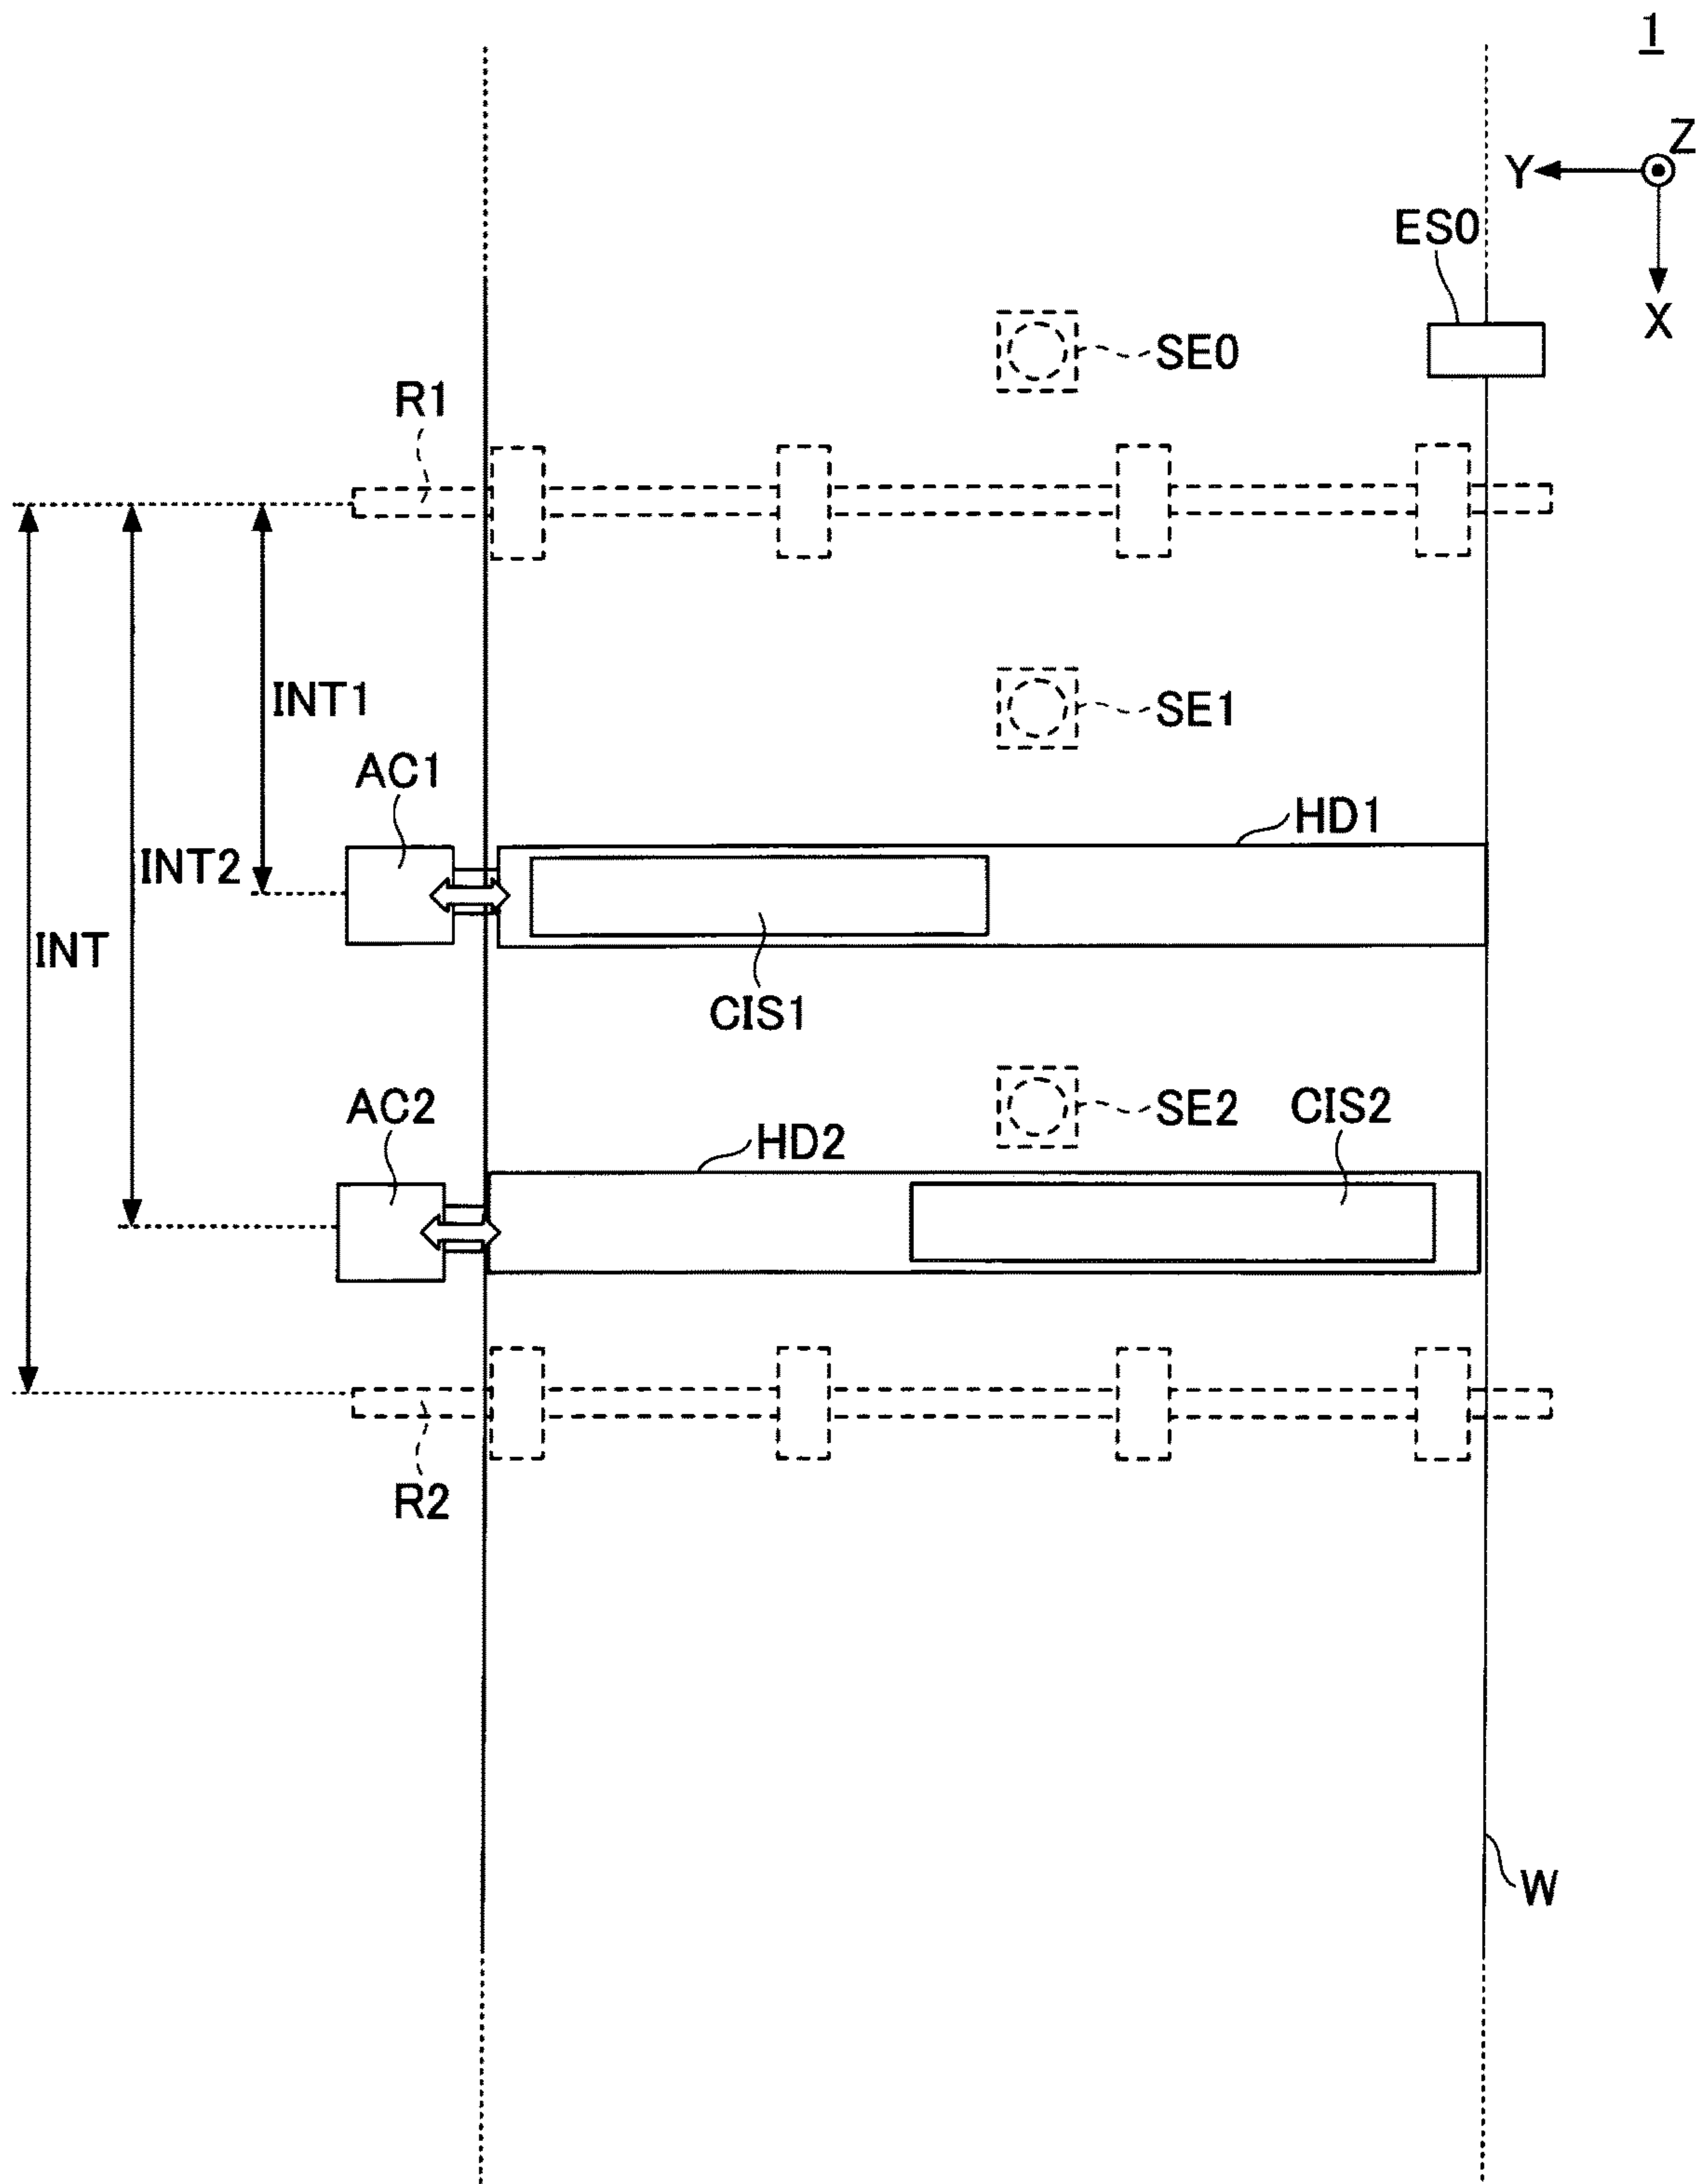 1
Z
Y
ES0
X
SE0
R1
INT1
SE1
AC1
HD1
INT2
INT
CIS1
AC2
SE2
CIS2
HD2
R2
W